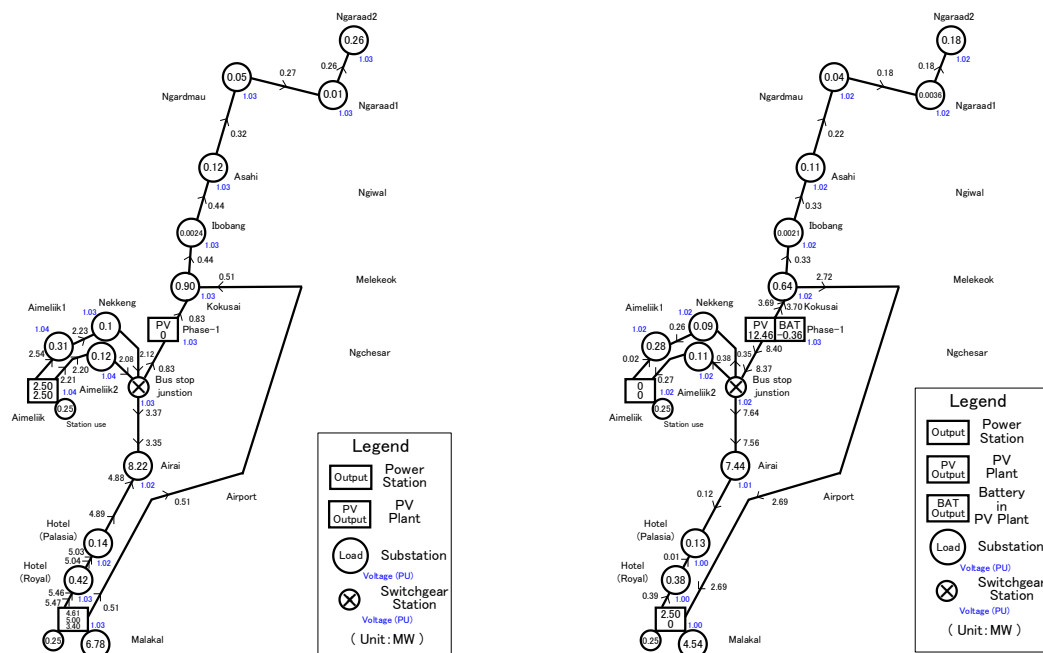 Ngaraad2
0.26
1.03
0.26
0.05
0.27
1.03
0.01
Ngardmau
Ngaraad1
1.03
0.32
0.12
Asahi
1.03
Ngiwal
0.44
Ibobang
0.0024
1.03
0.44
Melekeok
0.51
0.90
1.03
Kokusai
Nekkeng
1.03
Aimeliik1
0.83
2.23
0.1
PV
0
Phase-1
1.03
1.04
0.31
2.54
0.12
2.12
2.08
Ngchesar
2.20
2.21
1.04
0.83
Aimeliik2
Bus stop
junstion
2.50
2.50
1.04
1.03
0.25
Aimeliik
Station use
3.37
3.35
8.22
Airai
4.88
1.02
Airport
0.51
4.89
Hotel
(Palasia)
0.14
5.03
5.04
1.02
Hotel
(Royal)
0.42
5.46
5.47
1.03
0.51
4.61
5.00
3.40
1.03
0.25
6.78
Malakal
Legend
Output
Power
Station
PV
Output
PV
Plant
Load
Substation
Voltage (PU)
Switchgear
Station
Voltage (PU)
( Unit : MW )
Ngaraad2
0.18
1.02
0.18
0.04
0.18
1.02
0.0036
Ngardmau
Ngaraad1
1.02
0.22
0.11
Asahi
1.02
Ngiwal
0.33
Ibobang
0.0021
1.02
0.33
2.72
Melekeok
0.64
1.02
3.69
3.70
Kokusai
Nekkeng
1.02
Aimeliik1
0.26
0.09
PV
12.46
BAT
-0.36
Phase-1
1.03
1.02
0.28
0.02
0.11
0.35
0.38
8.40
Ngchesar
0.27
1.02
8.37
Aimeliik2
Bus stop
junstion
0
0
1.02
1.02
0.25
Aimeliik
Station use
7.64
7.56
7.44
Airai
1.01
0.12
2.69
Airport
Hotel
(Palasia)
0.13
0.01
1.00
Hotel
(Royal)
0.38
0.39
1.00
2.69
2.50
0
1.00
0.25
4.54
Malakal
Legend
Output
Power
Station
PV
Output
PV
Plant
BAT
Output
Battery
in
PV Plant
Load
Substation
Voltage (PU)
Switchgear
Station
Voltage (PU)
( Unit : MW )